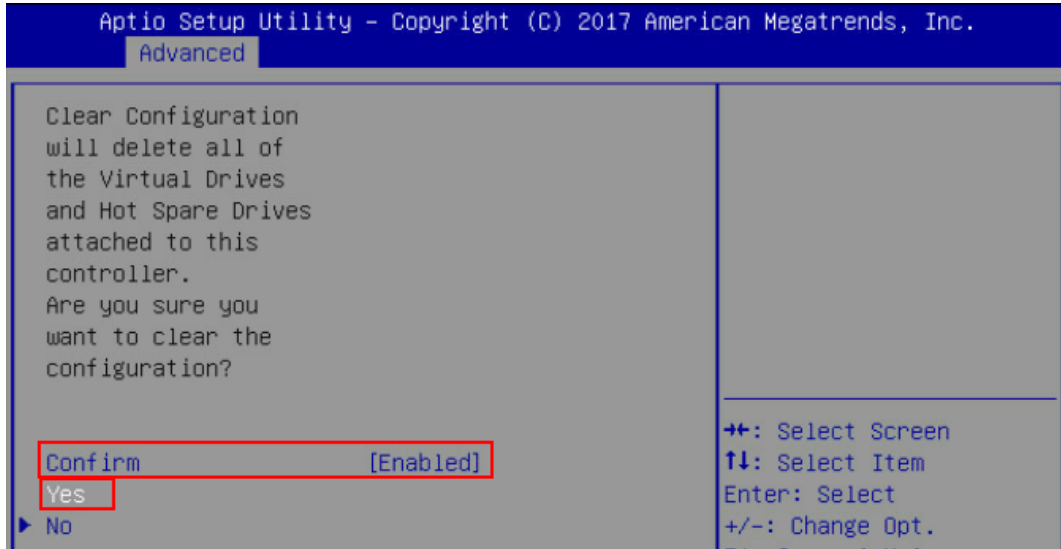 Aptio Setup Utility – Copyright (C) 2017 American Megatrends, Inc.
Advanced
Clear Configuration
will delete all of
the Virtual Drives
and Hot Spare Drives
attached to this
controller.
Are you sure you
want to clear the
configuration?
Confirm [Enabled]
Yes
No
→←: Select Screen
↑↓: Select Item
Enter: Select
+/-: Change Opt.